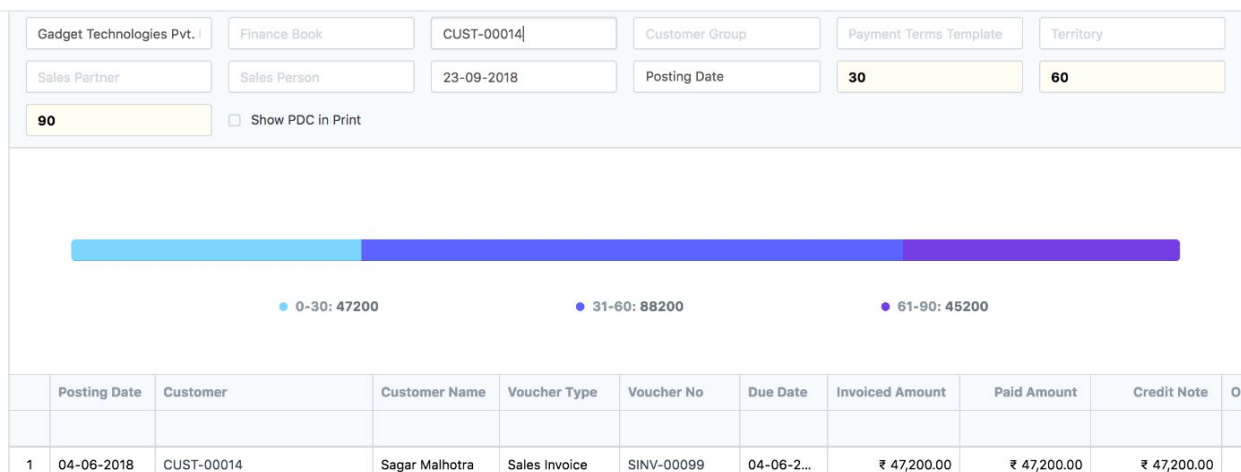 Gadget Technologies Pvt. Finance Book CUST-00014 Customer Group Payment Terms Template Territory
Sales Partner Sales Person 23-09-2018 Posting Date 30 60
90 Show PDC in Print
0-30: 47200 31-60: 88200 61-90: 45200
Posting Date Customer Customer Name Voucher Type Voucher No Due Date Invoiced Amount Paid Amount Credit Note O
1 04-06-2018 CUST-00014 Sagar Malhotra Sales Invoice SINV-00099 04-06-2... ₹ 47,200.00 ₹ 47,200.00 ₹ 47,200.00